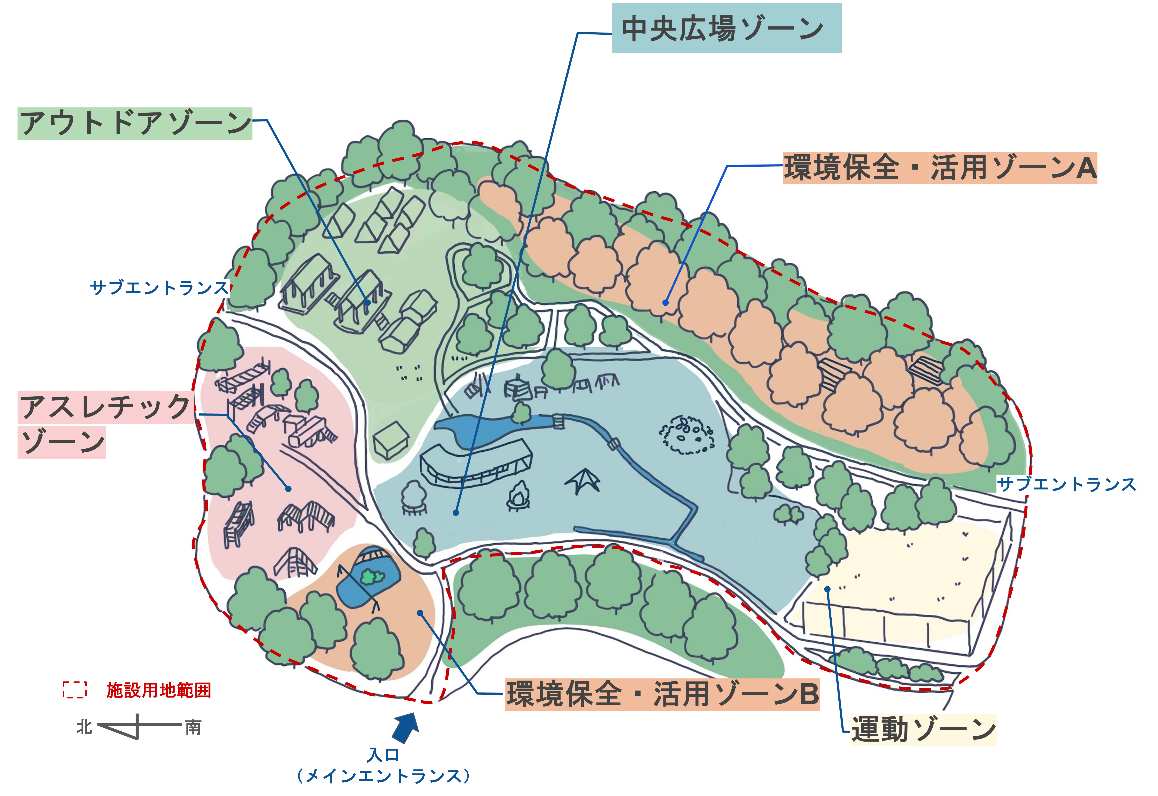 中央広場ゾーン
アウトドアゾーン
環境保全・活用ゾーンA
サブエントランス
アスレチック
ゾーン
サブエントランス
環境保全・活用ゾーンB
施設用地範囲
北
南
運動ゾーン
入口
（メインエントランス）